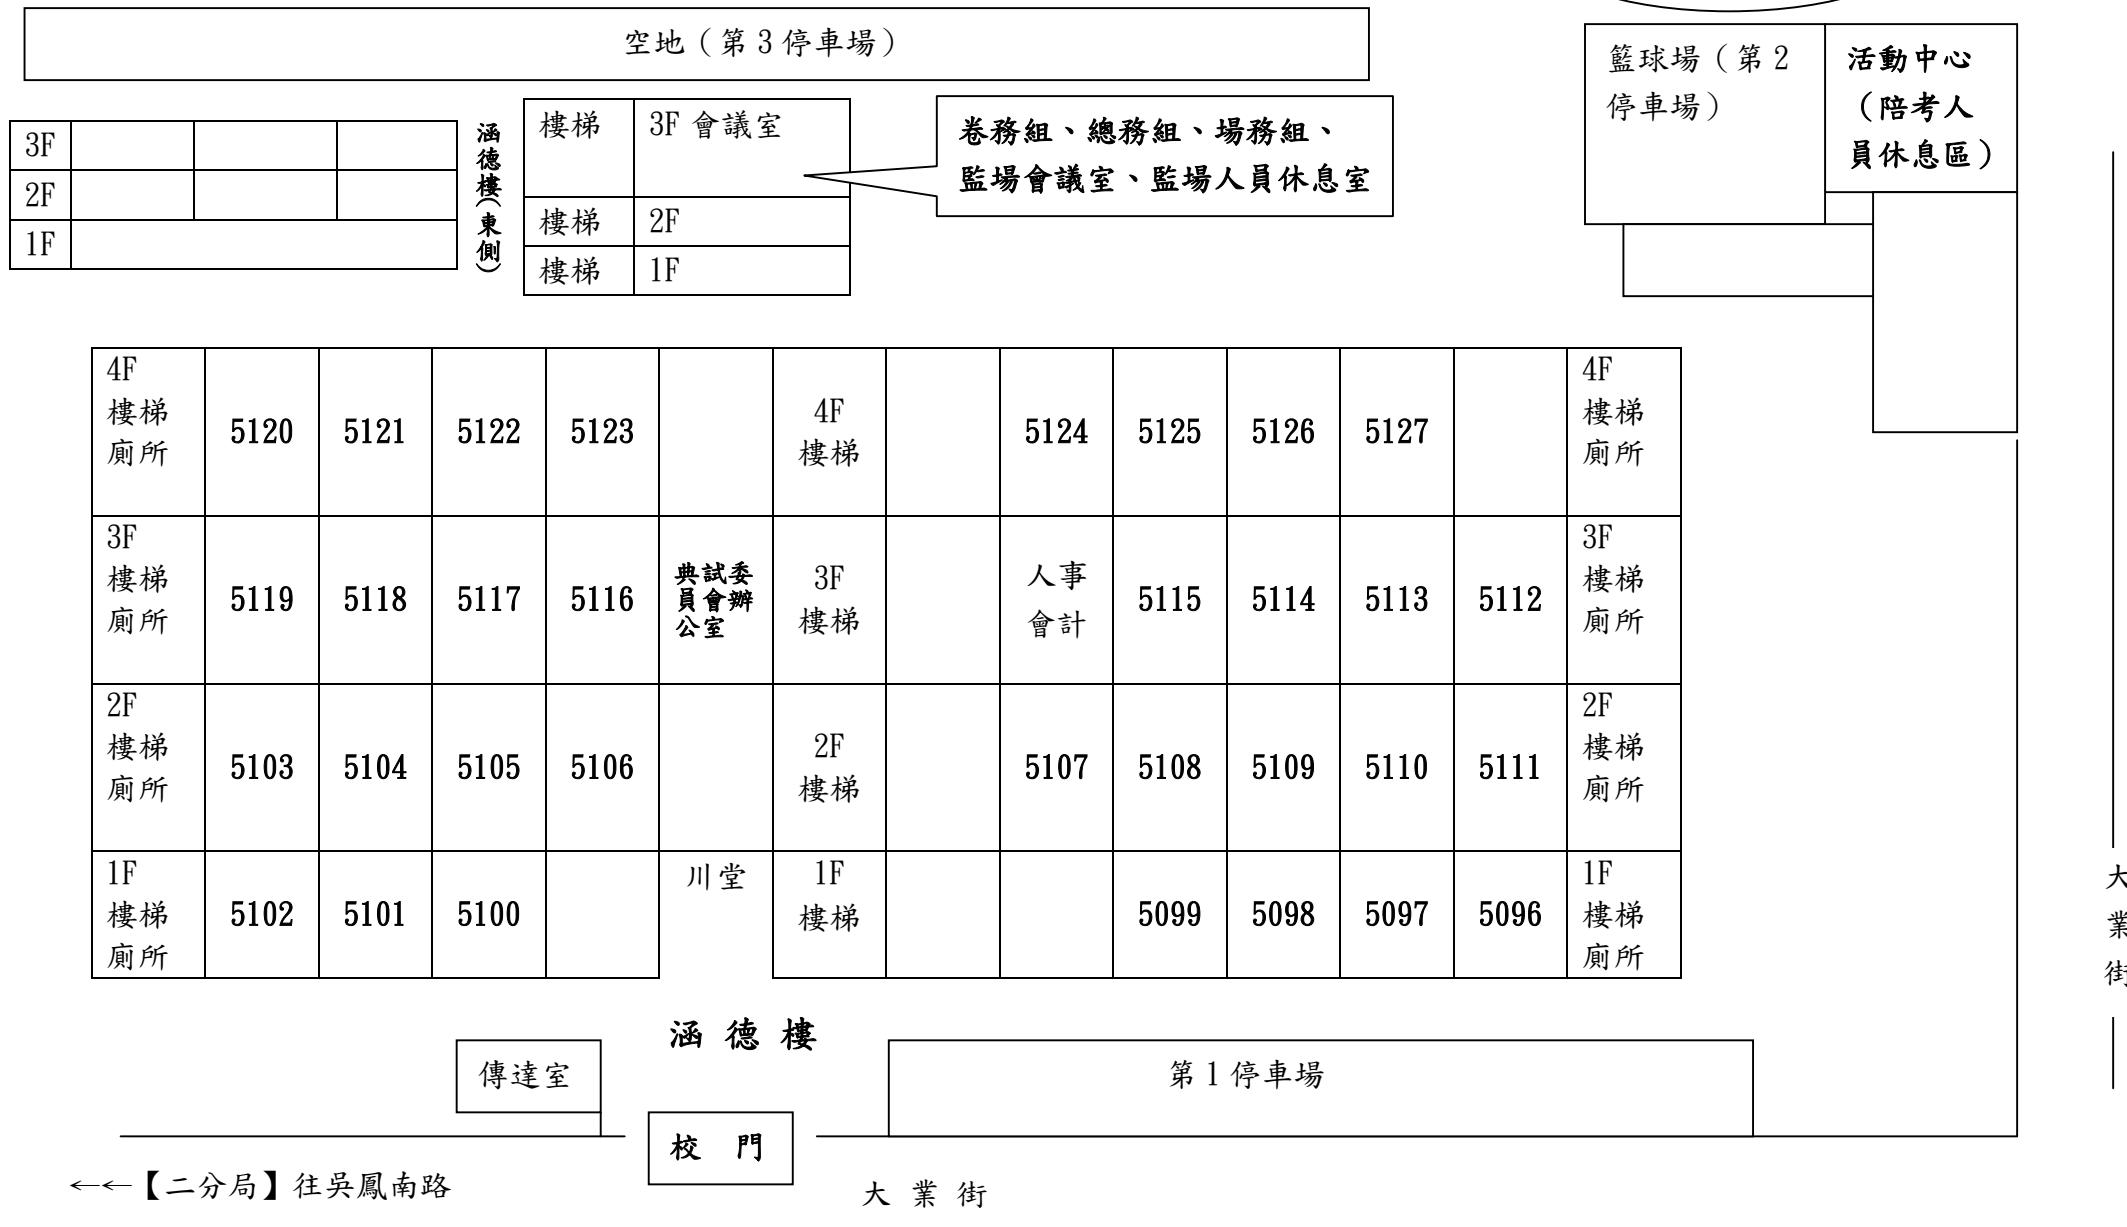 空地（第3停車場）
籃球場（第2
停車場）
活動中心
（陪考人
員休息區）
3F
2F
1F
涵德樓(東側)
樓梯 3F 會議室
樓梯 2F
樓梯 1F
卷務組、總務組、場務組、
監場會議室、監場人員休息室
4F
樓梯
廁所
5120 5121 5122 5123
4F
樓梯
5124 5125 5126 5127
4F
樓梯
廁所
3F
樓梯
廁所
5119 5118 5117 5116
典試委
員會辦
公室
3F
樓梯
人事
會計
5115 5114 5113 5112
3F
樓梯
廁所
2F
樓梯
廁所
5103 5104 5105 5106
2F
樓梯
5107 5108 5109 5110 5111
2F
樓梯
廁所
1F
樓梯
廁所
5102 5101 5100
川堂
1F
樓梯
5099 5098 5097 5096
1F
樓梯
廁所
大
業
街
涵 德 樓
傳達室
第1停車場
校 門
←←【二分局】往吳鳳南路
大 業 街